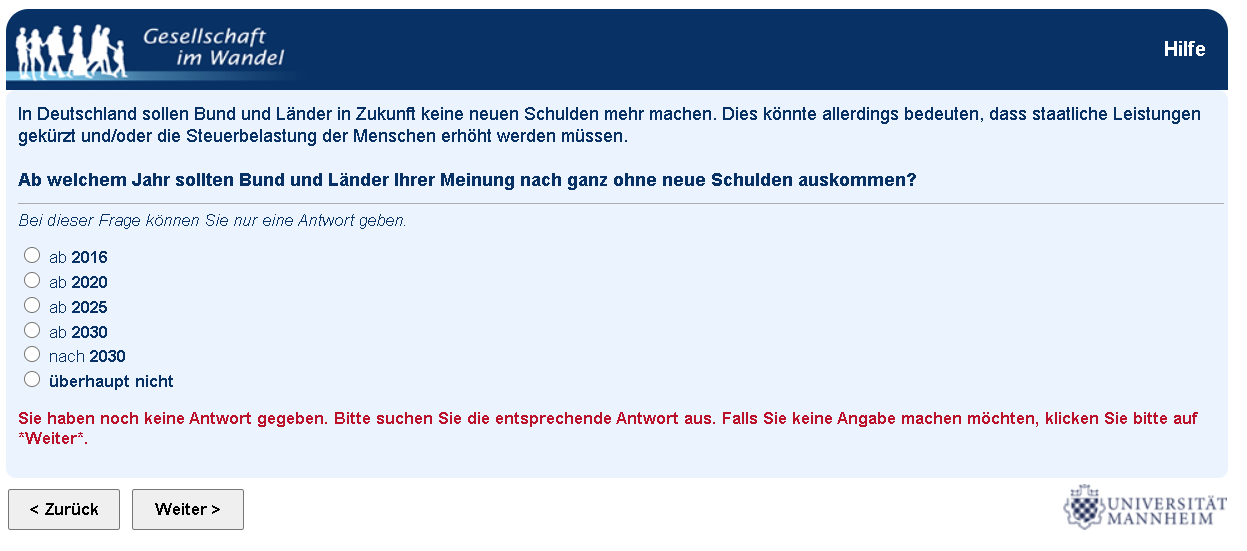 Gesellschaft
im Wandel
Hilfe
In Deutschland sollen Bund und Länder in Zukunft keine neuen Schulden mehr machen. Dies könnte allerdings bedeuten, dass staatliche Leistungen
gekürzt und/oder die Steuerbelastung der Menschen erhöht werden müssen.
Ab welchem Jahr sollten Bund und Länder Ihrer Meinung nach ganz ohne neue Schulden auskommen?
Bei dieser Frage können Sie nur eine Antwort geben.
ab 2016
ab 2020
ab 2025
ab 2030
nach 2030
überhaupt nicht
Sie haben noch keine Antwort gegeben. Bitte suchen Sie die entsprechende Antwort aus. Falls Sie keine Angabe machen möchten, klicken Sie bitte auf
*Weiter*.
< Zurück
Weiter >
UNIVERSITÄT
MANNHEIM